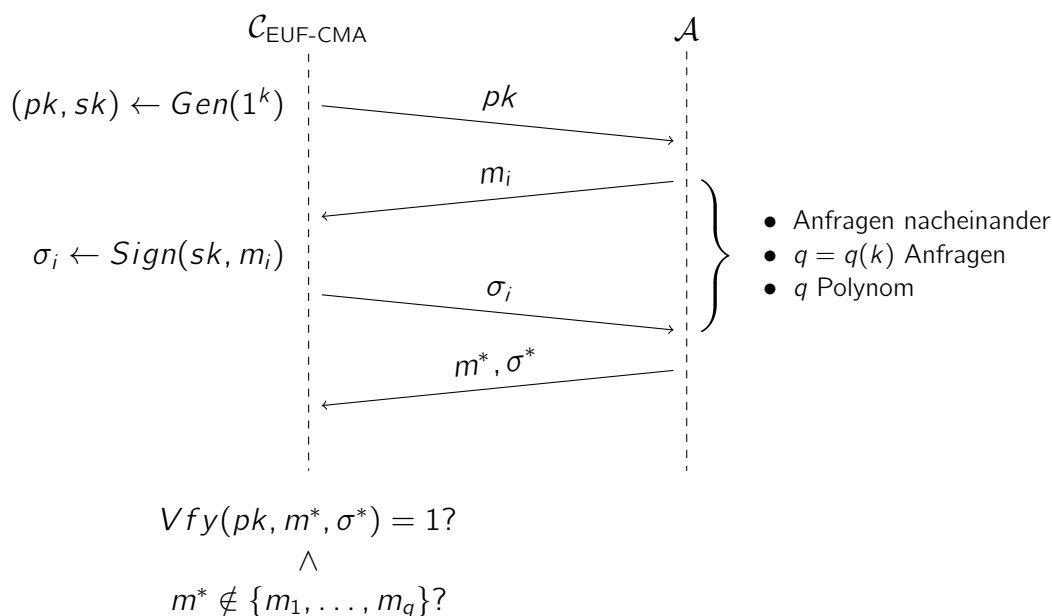 𝒞EUF-CMA
𝒜
(pk, sk) ← Gen(1^k)
pk
m_i
σ_i ← Sign(sk, m_i)
σ_i
• Anfragen nacheinander
• q = q(k) Anfragen
• q Polynom
m*, σ*
Vfy(pk, m*, σ*) = 1?
∧
m* ∉ {m_1, . . . , m_q}?